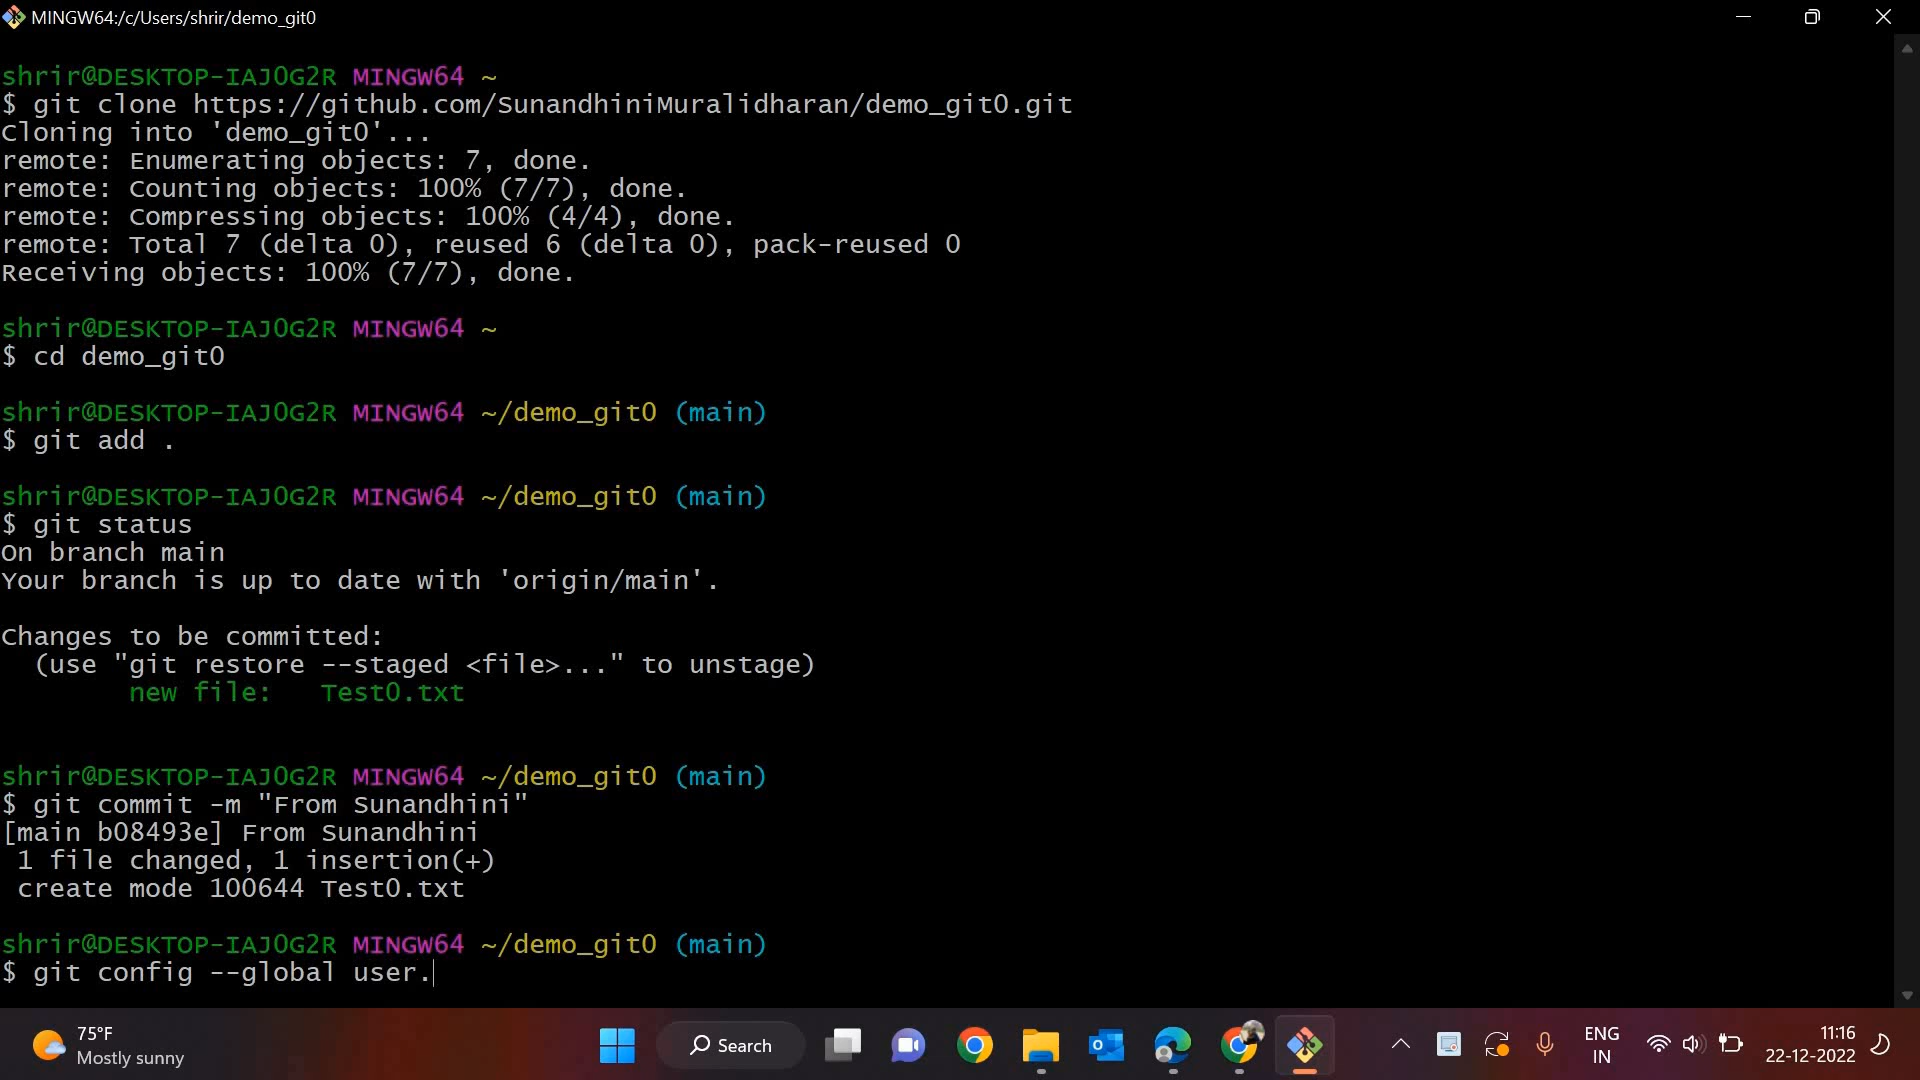 MINGW64:/c/Users/shrir/demo_git0
shrir@DESKTOP-IAJ0G2R MINGW64 ~
$ git clone https://github.com/SunandhiniMuralidharan/demo_git0.git
Cloning into 'demo_git0'...
remote: Enumerating objects: 7, done.
remote: Counting objects: 100% (7/7), done.
remote: Compressing objects: 100% (4/4), done.
remote: Total 7 (delta 0), reused 6 (delta 0), pack-reused 0
Receiving objects: 100% (7/7), done.
shrir@DESKTOP-IAJ0G2R MINGW64 ~
$ cd demo_git0
shrir@DESKTOP-IAJ0G2R MINGW64 ~/demo_git0 (main)
$ git add .
shrir@DESKTOP-IAJ0G2R MINGW64 ~/demo_git0 (main)
$ git status
On branch main
Your branch is up to date with 'origin/main'.
Changes to be committed:
  (use "git restore --staged <file>..." to unstage)
        new file:   Test0.txt
shrir@DESKTOP-IAJ0G2R MINGW64 ~/demo_git0 (main)
$ git commit -m "From Sunandhini"
[main b08493e] From Sunandhini
 1 file changed, 1 insertion(+)
 create mode 100644 Test0.txt
shrir@DESKTOP-IAJ0G2R MINGW64 ~/demo_git0 (main)
$ git config --global user.
75°F
Mostly sunny
Search
ENG
IN
11:16
22-12-2022